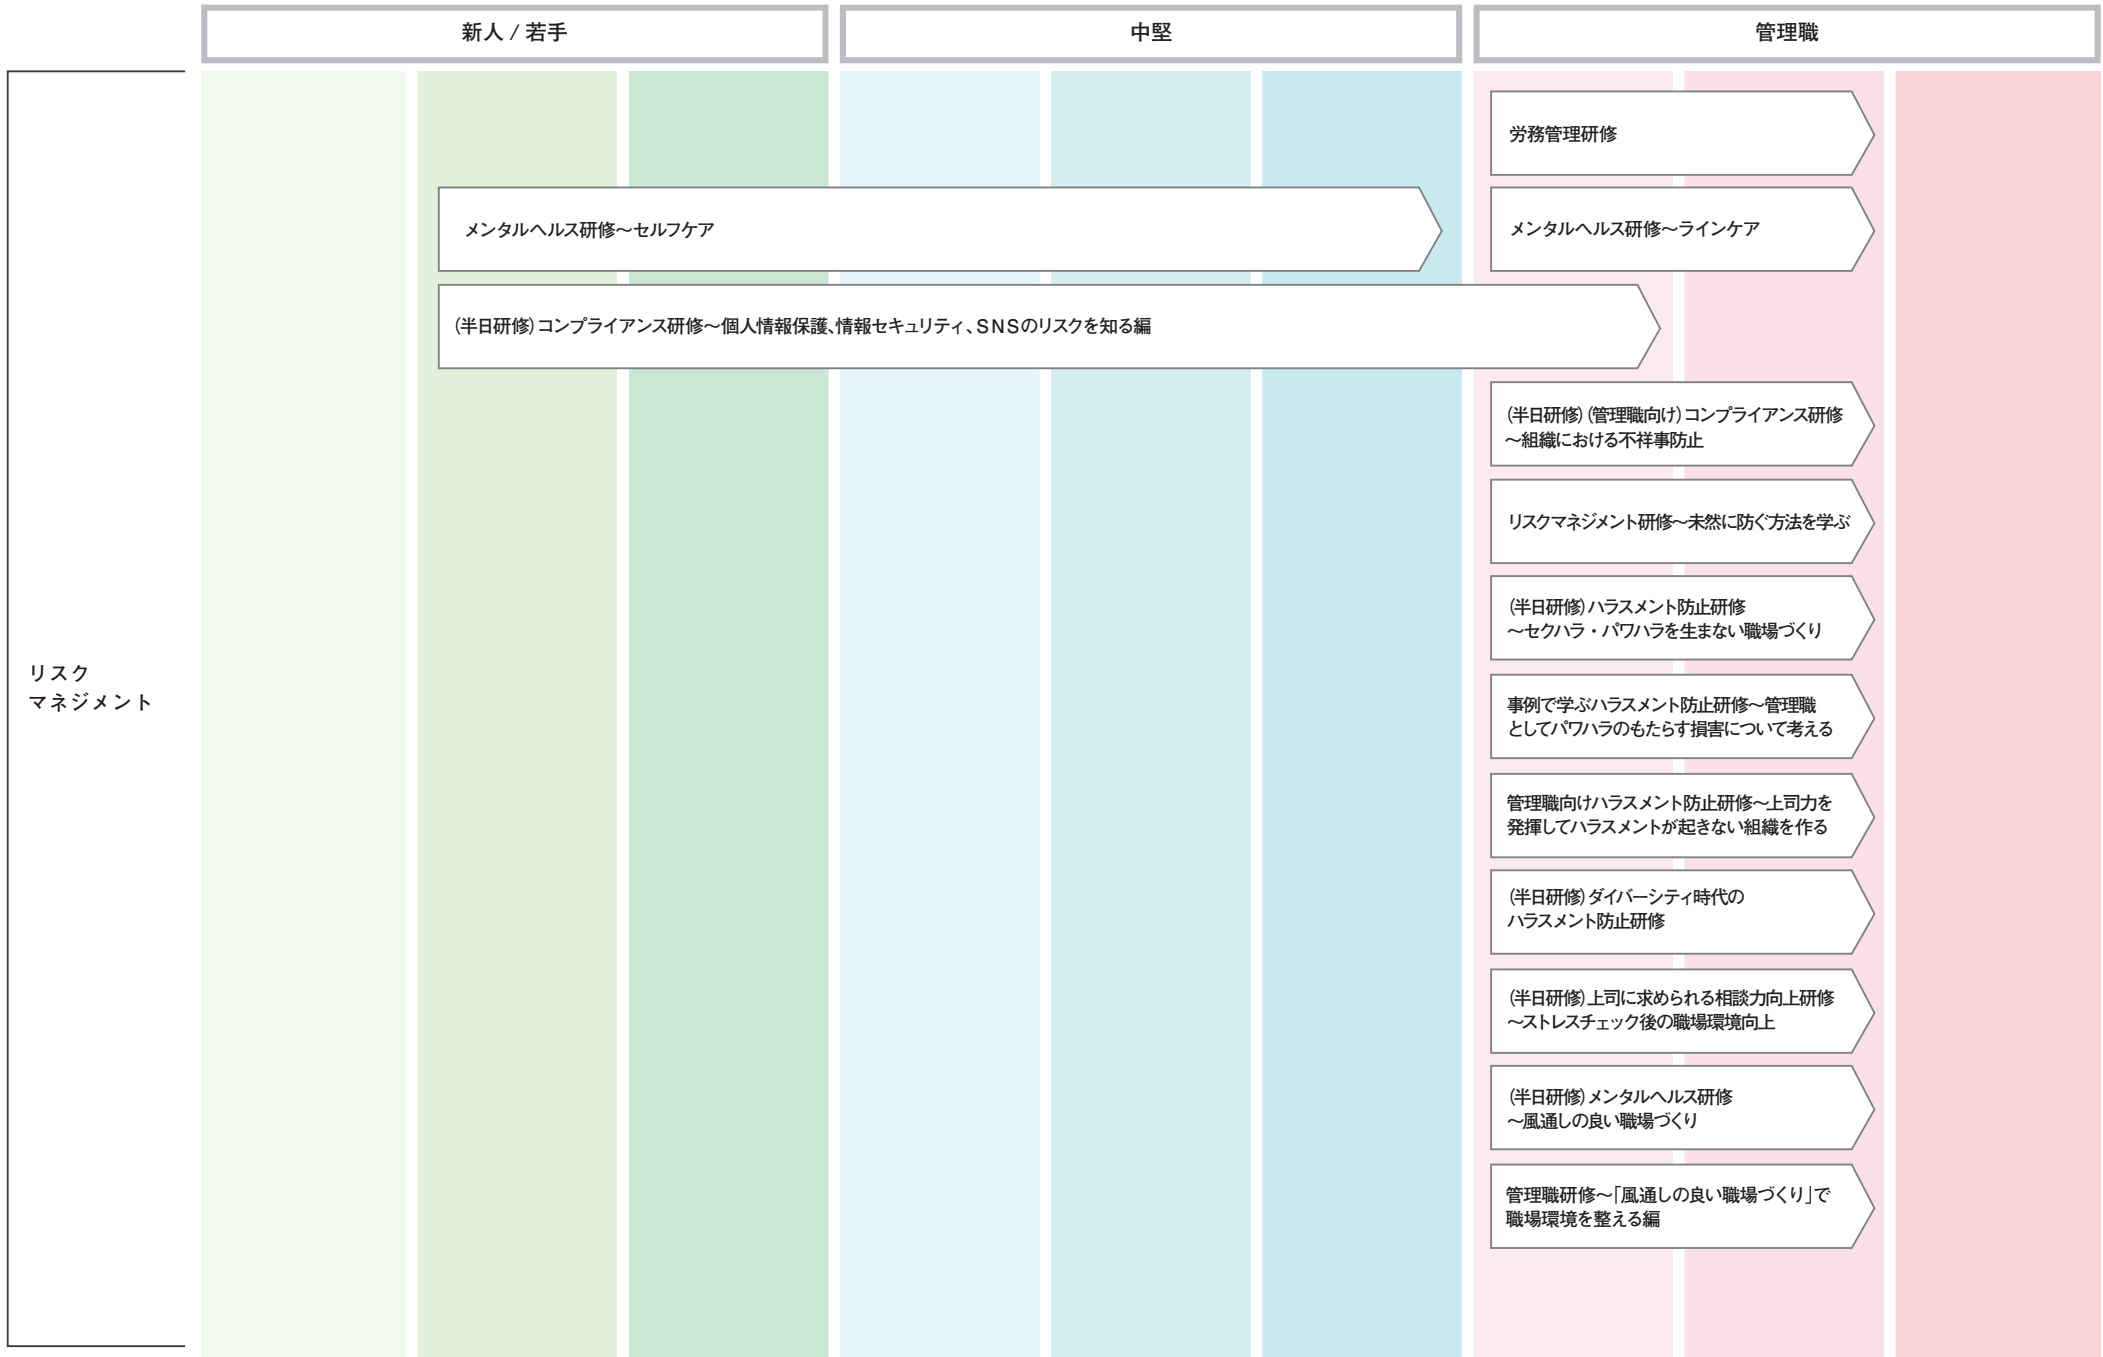 新人 / 若手
中堅
管理職
リスク
マネジメント
労務管理研修
メンタルヘルス研修～セルフケア
メンタルヘルス研修～ラインケア
(半日研修)コンプライアンス研修～個人情報保護、情報セキュリティ、SNSのリスクを知る編
(半日研修)(管理職向け)コンプライアンス研修
～組織における不祥事防止
リスクマネジメント研修～未然に防ぐ方法を学ぶ
(半日研修)ハラスメント防止研修
～セクハラ・パワハラを生まない職場づくり
事例で学ぶハラスメント防止研修～管理職
としてパワハラのもたらす損害について考える
管理職向けハラスメント防止研修～上司力を
発揮してハラスメントが起きない組織を作る
(半日研修)ダイバーシティ時代の
ハラスメント防止研修
(半日研修)上司に求められる相談力向上研修
～ストレスチェック後の職場環境向上
(半日研修)メンタルヘルス研修
～風通しの良い職場づくり
管理職研修～「風通しの良い職場づくり」で
職場環境を整える編